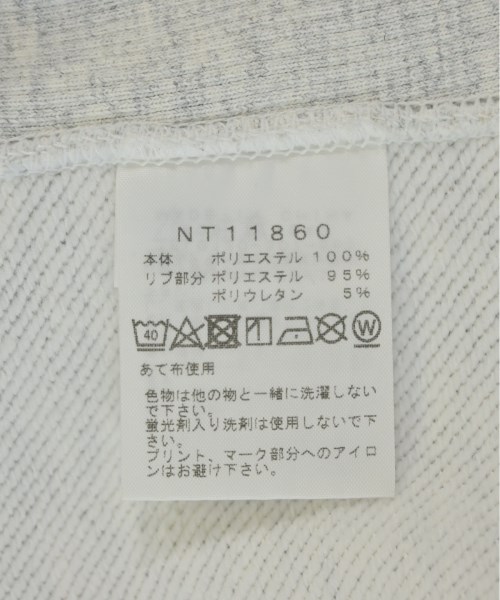 NT11860
本体 ポリエステル 100%
リブ部分 ポリエステル 95%
ポリウレタン 5%
40 W
あて布使用
色物は他の物と一緒に洗濯しない
で下さい。
蛍光剤入り洗剤は使用しないで下
さい。
プリント、マーク部分へのアイロ
ンはお避け下さい。